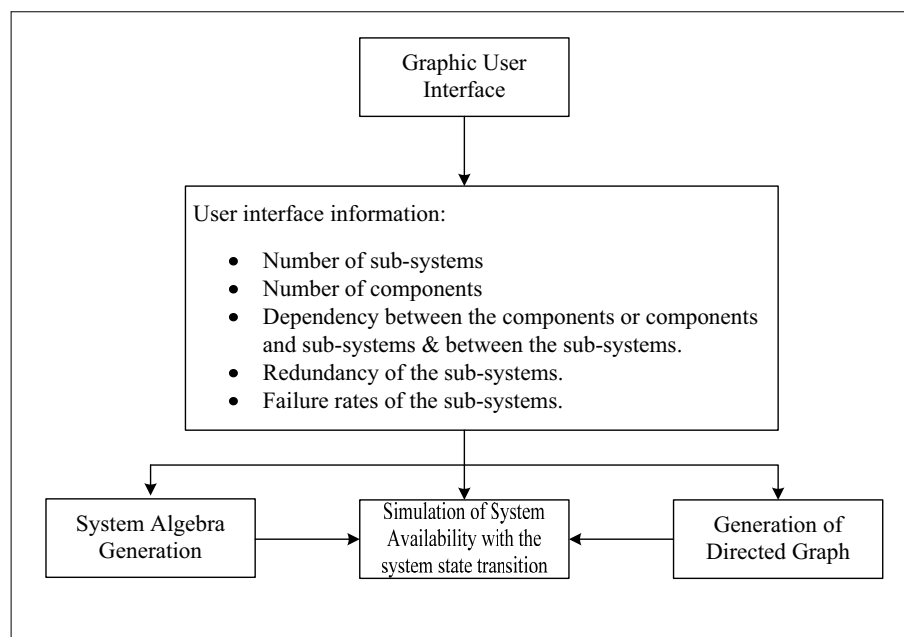 Graphic User
Interface
User interface information:
• Number of sub-systems
• Number of components
• Dependency between the components or components
and sub-systems & between the sub-systems.
• Redundancy of the sub-systems.
• Failure rates of the sub-systems.
System Algebra
Generation
Simulation of System
Availability with the
system state transition
Generation of
Directed Graph